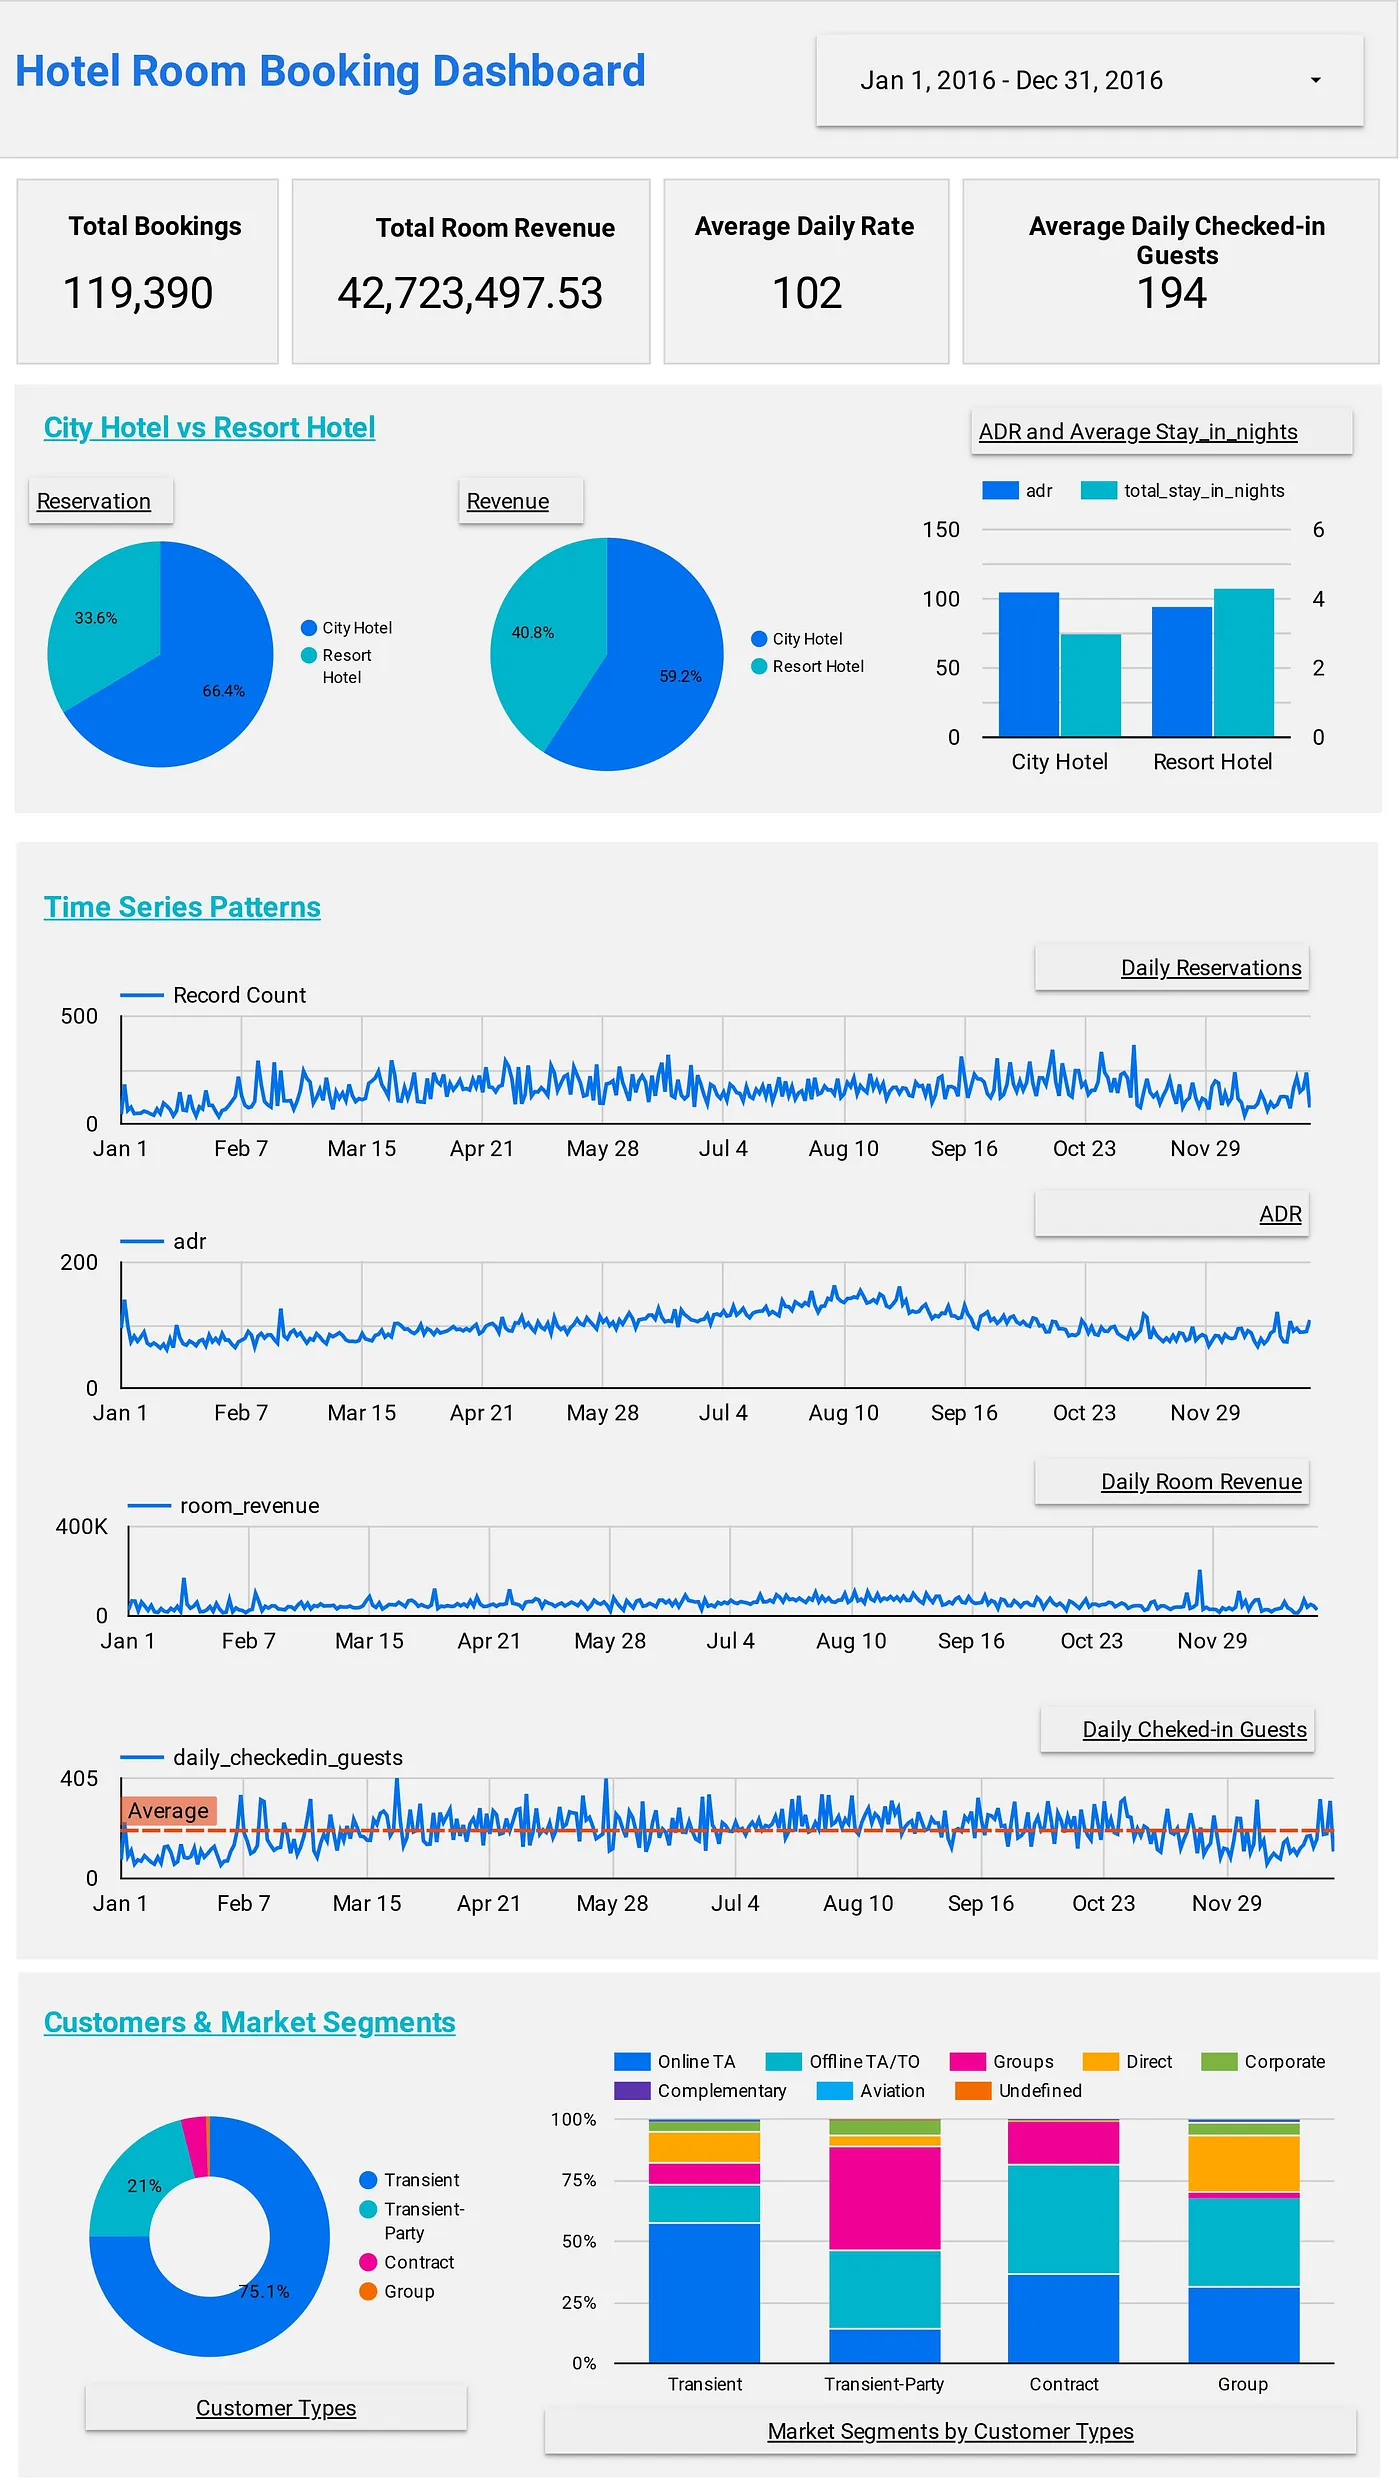 Hotel Room Booking Dashboard
Jan 1, 2016 - Dec 31, 2016
Total Bookings
119,390
Total Room Revenue
42,723,497.53
Average Daily Rate
102
Average Daily Checked-in
Guests
194
City Hotel vs Resort Hotel
Reservation
33.6%
66.4%
City Hotel
Resort
Hotel
Revenue
40.8%
59.2%
City Hotel
Resort Hotel
ADR and Average Stay_in_nights
adr total_stay_in_nights
150 6
100 4
50 2
0 0
City Hotel Resort Hotel
Time Series Patterns
Daily Reservations
Record Count
500
0
Jan 1 Feb 7 Mar 15 Apr 21 May 28 Jul 4 Aug 10 Sep 16 Oct 23 Nov 29
ADR
adr
200
0
Jan 1 Feb 7 Mar 15 Apr 21 May 28 Jul 4 Aug 10 Sep 16 Oct 23 Nov 29
Daily Room Revenue
room_revenue
400K
0
Jan 1 Feb 7 Mar 15 Apr 21 May 28 Jul 4 Aug 10 Sep 16 Oct 23 Nov 29
Daily Cheked-in Guests
daily_checkedin_guests
405
Average
0
Jan 1 Feb 7 Mar 15 Apr 21 May 28 Jul 4 Aug 10 Sep 16 Oct 23 Nov 29
Customers & Market Segments
21%
75.1%
Transient
Transient-
Party
Contract
Group
Customer Types
Online TA Offline TA/TO Groups Direct Corporate
Complementary Aviation Undefined
100%
75%
50%
25%
0%
Transient Transient-Party Contract Group
Market Segments by Customer Types